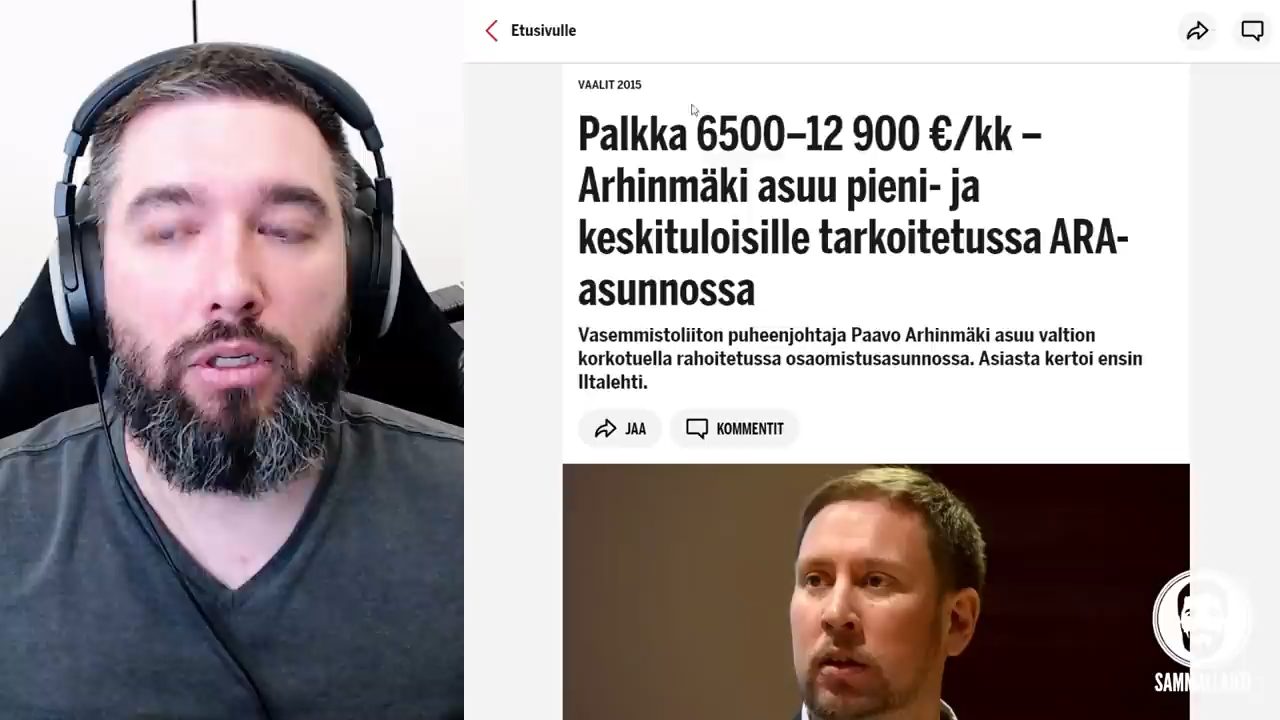 Etusivulle
VAALIT 2015
Palkka 6500–12 900 €/kk –
Arhinmäki asuu pieni- ja
keskituloisille tarkoitetussa ARA-
asunnossa
Vasemmistoliiton puheenjohtaja Paavo Arhinmäki asuu valtion
korkotuella rahoitetussa osaomistusasunnossa. Asiasta kertoi ensin
Iltalehti.
JAA
KOMMENTIT